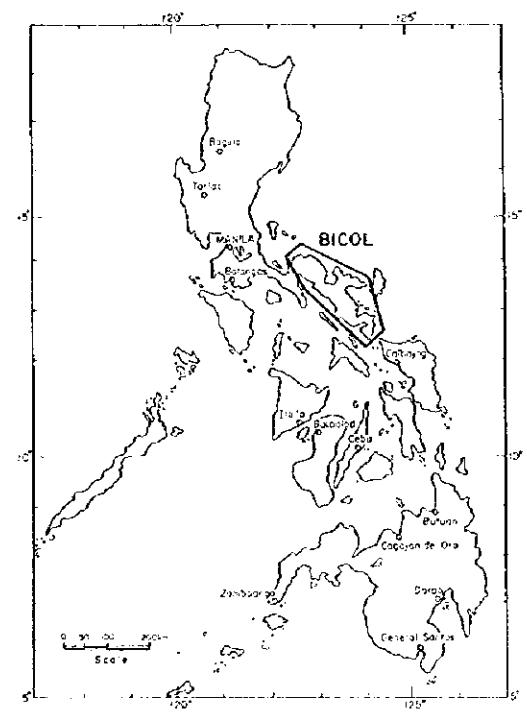 120° 125°
Baguio
Tarlac
15° 15°
BICOL
MANILA
Batangas
Calbayog
Iloilo
Bacolod
Cebu
10° 10°
Butuan
Cagayan de Oro
Zamboanga
Davao
General Santos
Scale
5° 5°
120° 125°